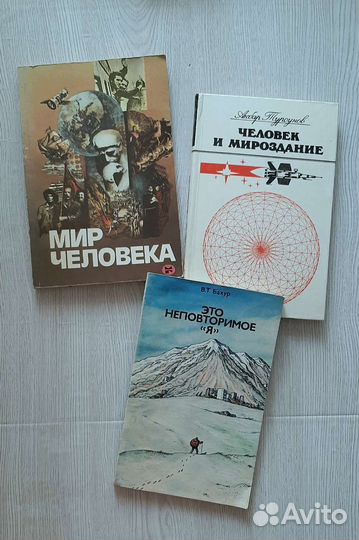 МИР
ЧЕЛОВЕКА
Акбар Турсунов
ЧЕЛОВЕК
И МИРОЗДАНИЕ
В.Т. Бахур
ЭТО
НЕПОВТОРИМОЕ
«Я»
Avito